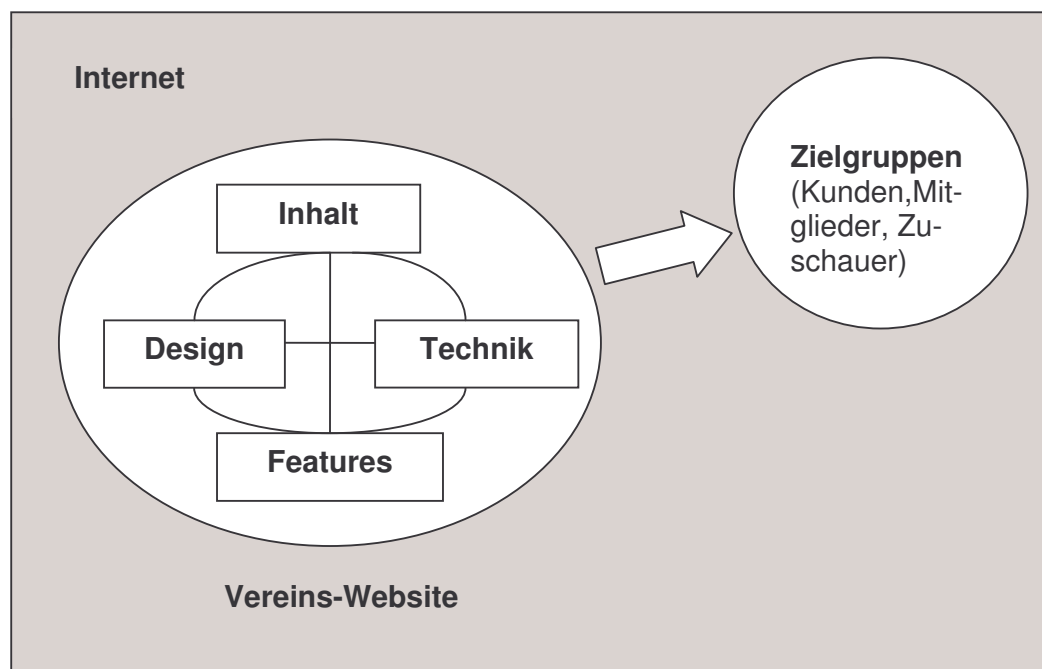 Internet
Zielgruppen
(Kunden,Mit-
glieder, Zu-
schauer)
Inhalt
Design
Technik
Features
Vereins-Website